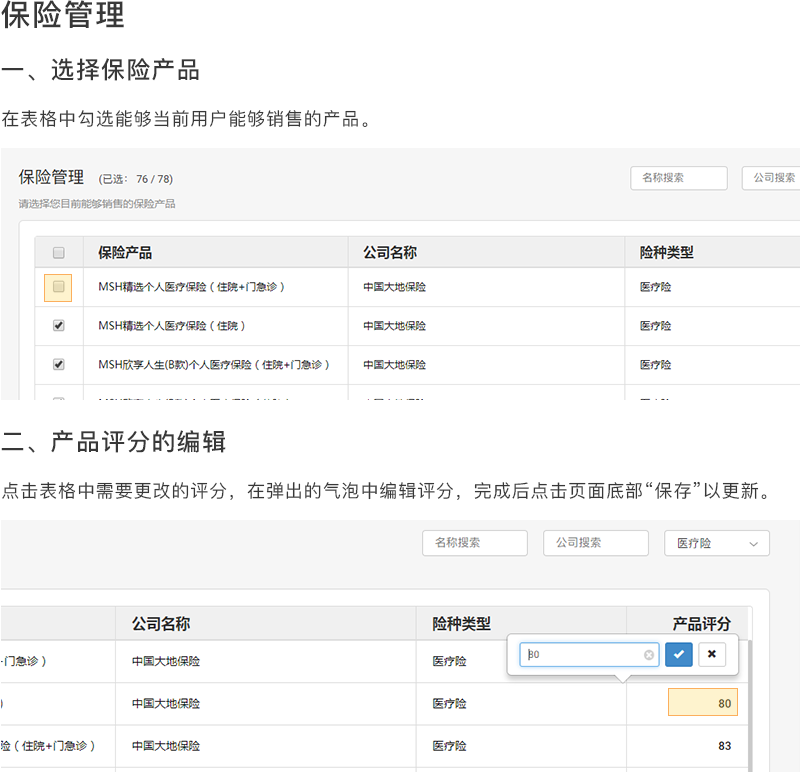 保险管理
一、选择保险产品
在表格中勾选能够当前用户能够销售的产品。
保险管理 (已选: 76 / 78) 名称搜索 公司搜索
请选择您目前能够销售的保险产品
保险产品 公司名称 险种类型
MSH精选个人医疗保险（住院+门急诊） 中国大地保险 医疗险
MSH精选个人医疗保险（住院） 中国大地保险 医疗险
MSH欣享人生(B款)个人医疗保险（住院+门急诊） 中国大地保险 医疗险
二、产品评分的编辑
点击表格中需要更改的评分，在弹出的气泡中编辑评分，完成后点击页面底部“保存”以更新。
名称搜索 公司搜索 医疗险
公司名称 险种类型 产品评分
门急诊） 中国大地保险 医疗险 80
） 中国大地保险 医疗险 80
险（住院+门急诊） 中国大地保险 医疗险 83